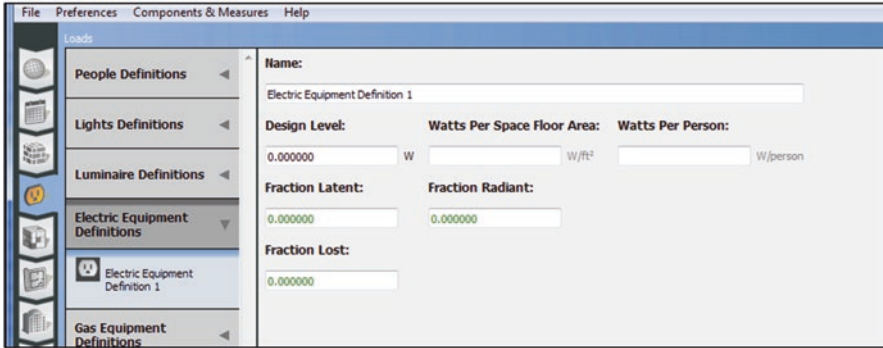 File Preferences Components & Measures Help
Loads
People Definitions
Lights Definitions
Luminaire Definitions
Electric Equipment
Definitions
Electric Equipment
Definition 1
Gas Equipment
Definitions
Name:
Electric Equipment Definition 1
Design Level: Watts Per Space Floor Area: Watts Per Person:
0.000000 W W/ft² W/person
Fraction Latent: Fraction Radiant:
0.000000 0.000000
Fraction Lost:
0.000000